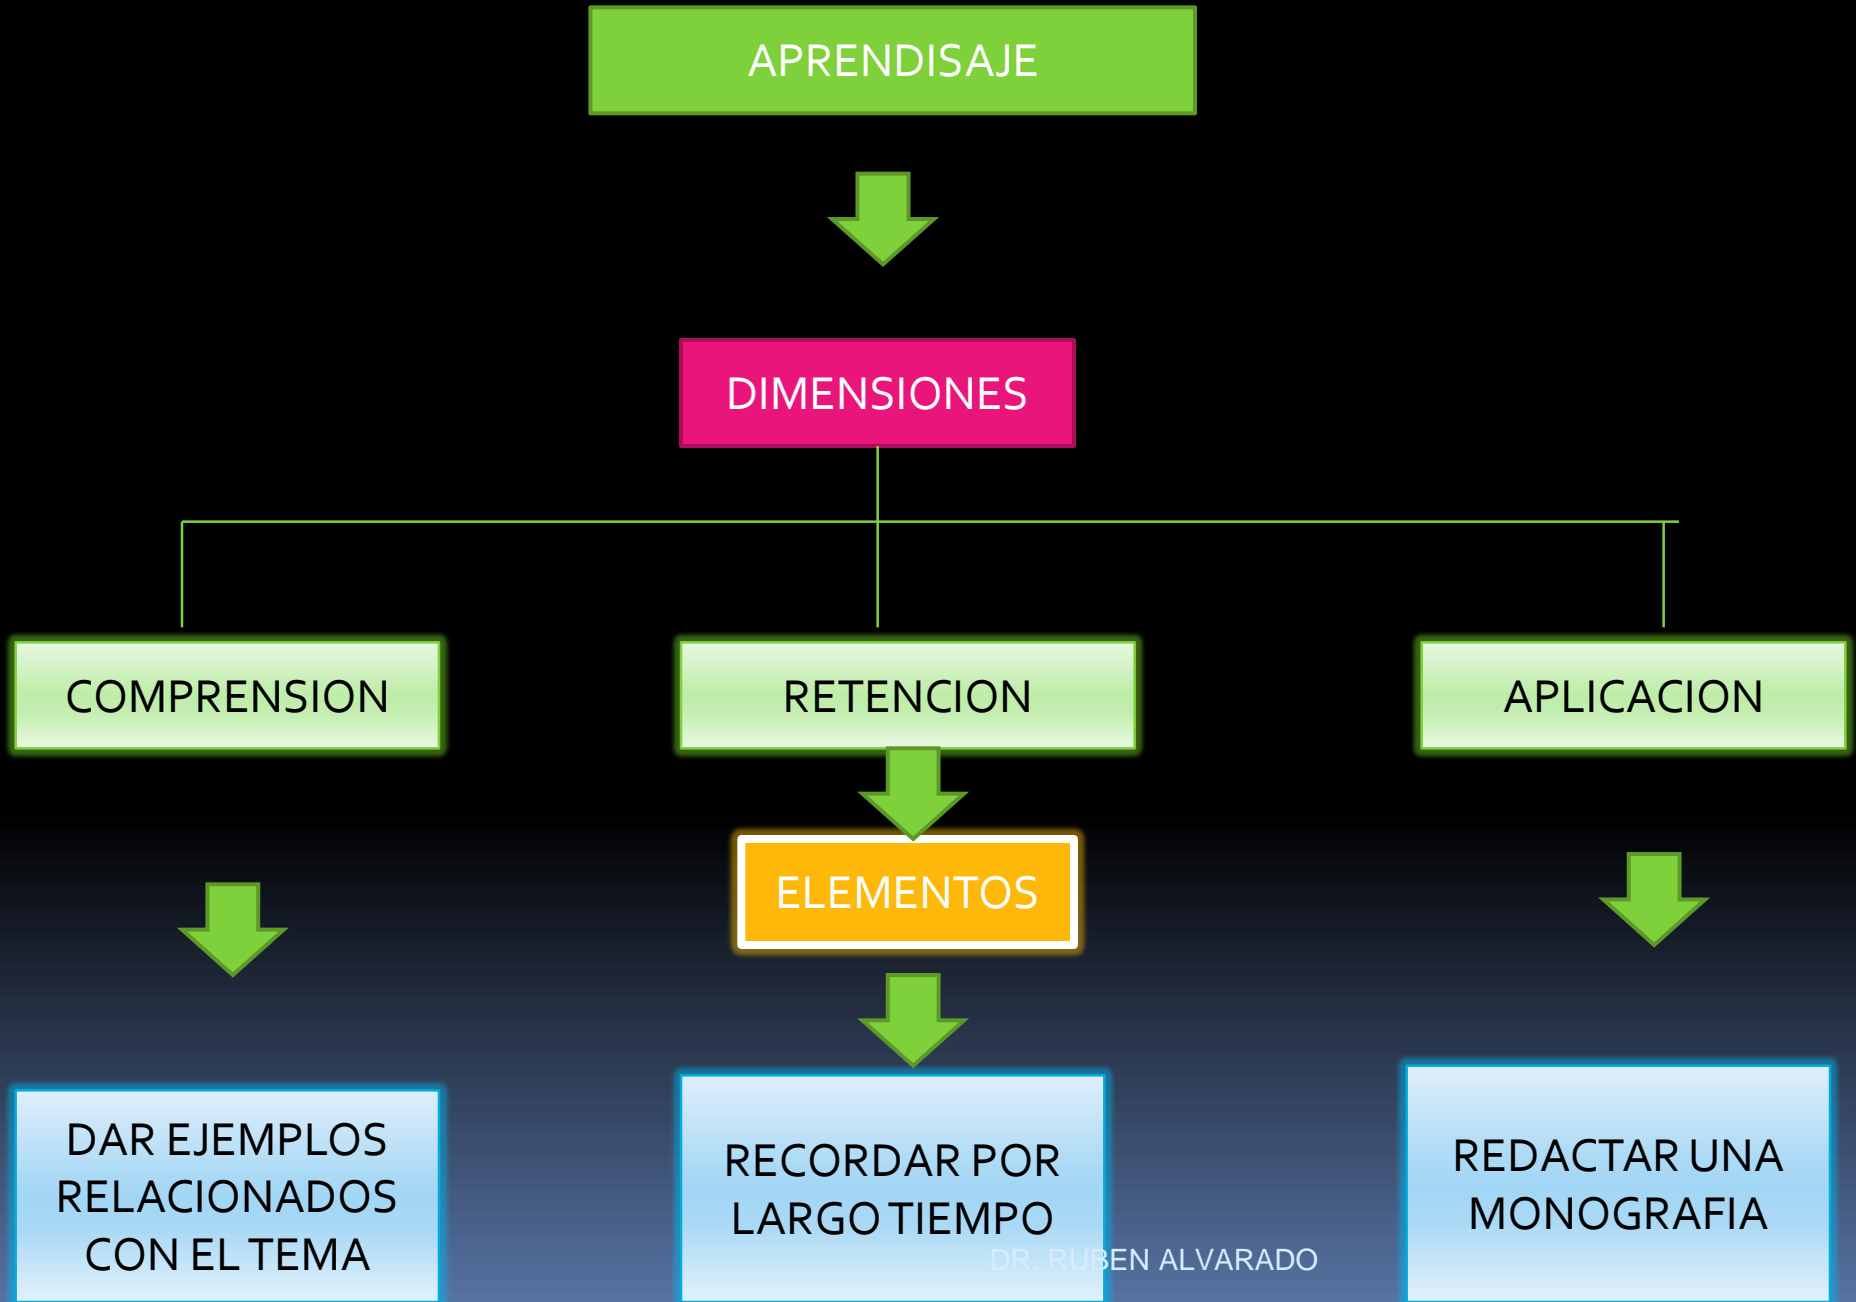 APRENDISAJE
DIMENSIONES
COMPRENSION
RETENCION
APLICACION
ELEMENTOS
DAR EJEMPLOS
RELACIONADOS
CON EL TEMA
RECORDAR POR
LARGO TIEMPO
REDACTAR UNA
MONOGRAFIA
DR. RUBEN ALVARADO